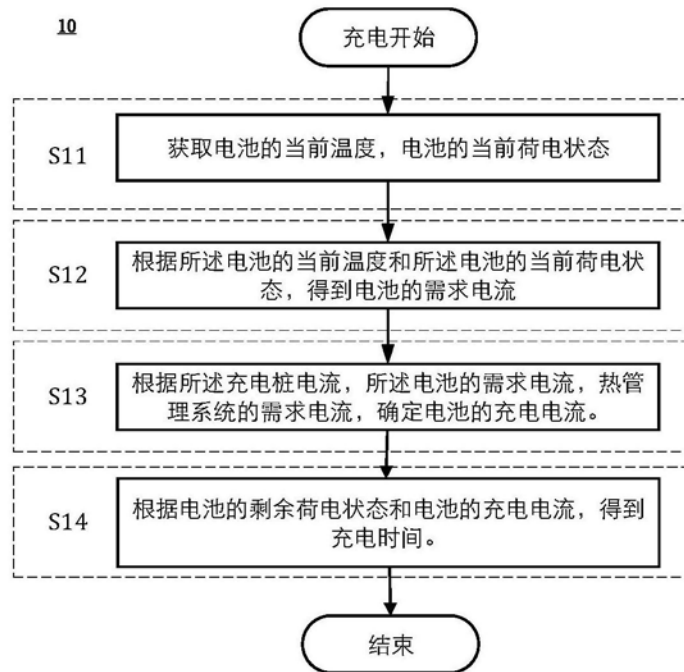 10
充电开始
S11
获取电池的当前温度，电池的当前荷电状态
S12
根据所述电池的当前温度和所述电池的当前荷电状
态，得到电池的需求电流
S13
根据所述充电桩电流，所述电池的需求电流，热管
理系统的需求电流，确定电池的充电电流。
S14
根据电池的剩余荷电状态和电池的充电电流，得到
充电时间。
结束